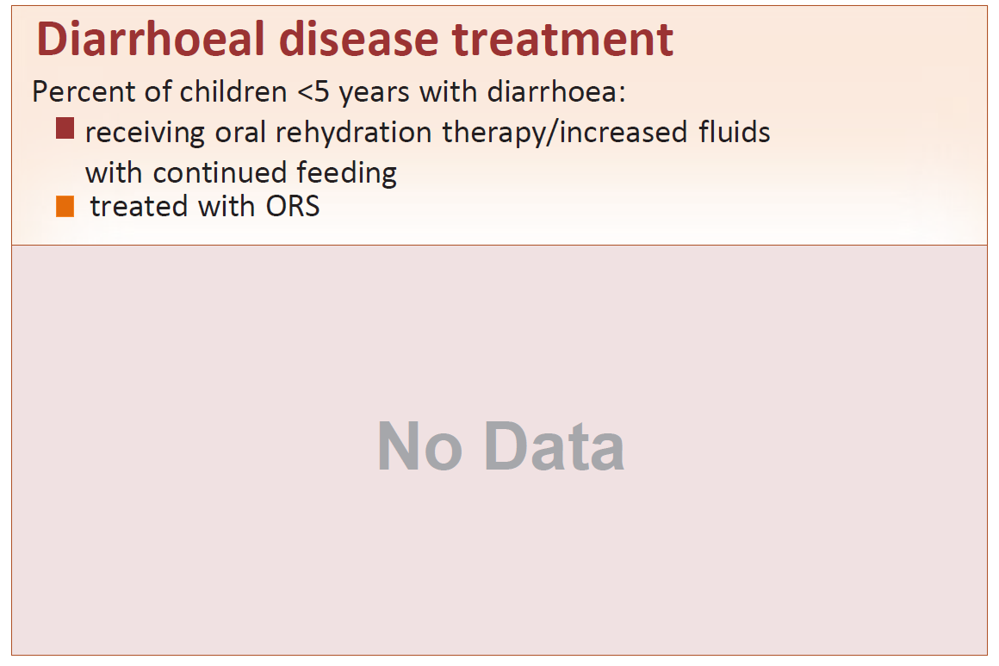 Diarrhoeal disease treatment
Percent of children <5 years with diarrhoea:
receiving oral rehydration therapy/increased fluids
with continued feeding
treated with ORS
No Data